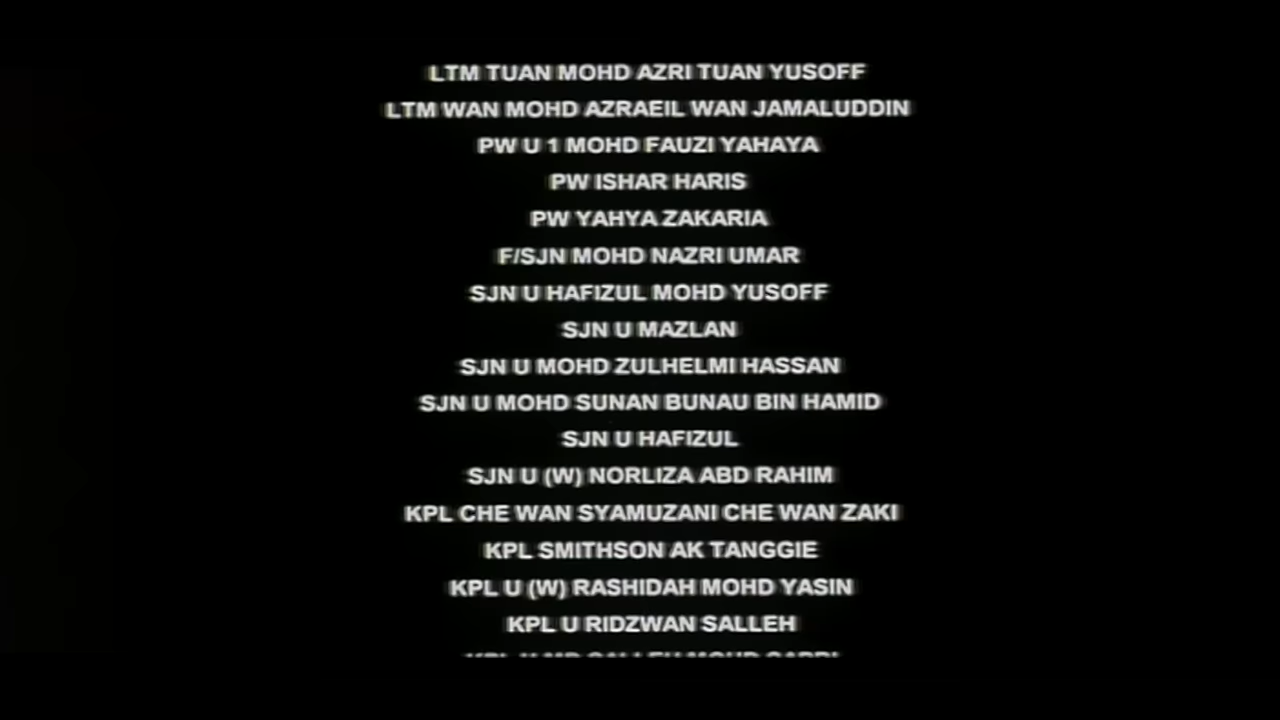 LTM TUAN MOHD AZRI TUAN YUSOFF
LTM WAN MOHD AZRAEIL WAN JAMALUDDIN
PW U 1 MOHD FAUZI YAHAYA
PW ISHAR HARIS
PW YAHYA ZAKARIA
F/SJN MOHD NAZRI UMAR
SJN U HAFIZUL MOHD YUSOFF
SJN U MAZLAN
SJN U MOHD ZULHELMI HASSAN
SJN U MOHD SUNAN BUNAU BIN HAMID
SJN U HAFIZUL
SJN U (W) NORLIZA ABD RAHIM
KPL CHE WAN SYAMUZANI CHE WAN ZAKI
KPL SMITHSON AK TANGGIE
KPL U (W) RASHIDAH MOHD YASIN
KPL U RIDZWAN SALLEH